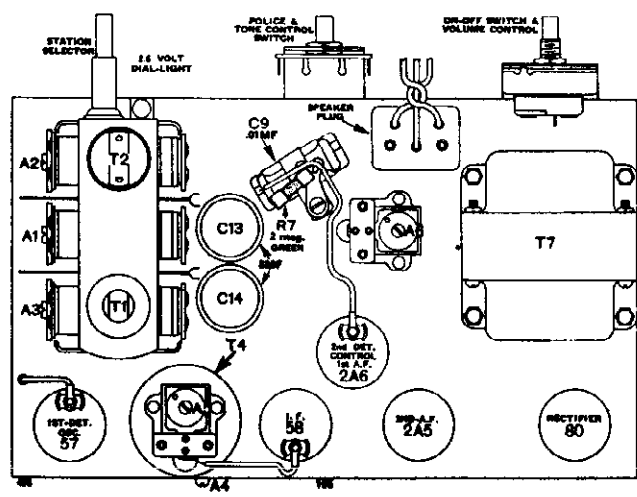 STATION
SELECTOR
2.5 VOLT
DIAL-LIGHT
POLICE &
TONE CONTROL
SWITCH
ON-OFF SWITCH &
VOLUME CONTROL
SPEAKER
PLUG
C9
.01MF
A2
T2
A1
C13
R7
2 meg.
GREEN
8MF
T7
A3
T1
C14
T4
2nd DET.
CONTROL
1st A.F.
2A6
1ST-DET.
OSC.
57
I.F.
58
2ND-A.F.
2A5
RECTIFIER
80
A4